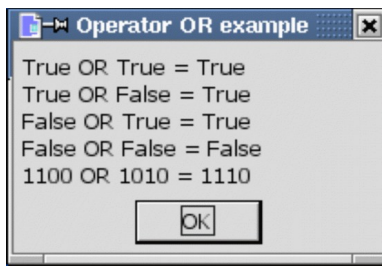 Operator OR example
True OR True = True
True OR False = True
False OR True = True
False OR False = False
1100 OR 1010 = 1110
OK